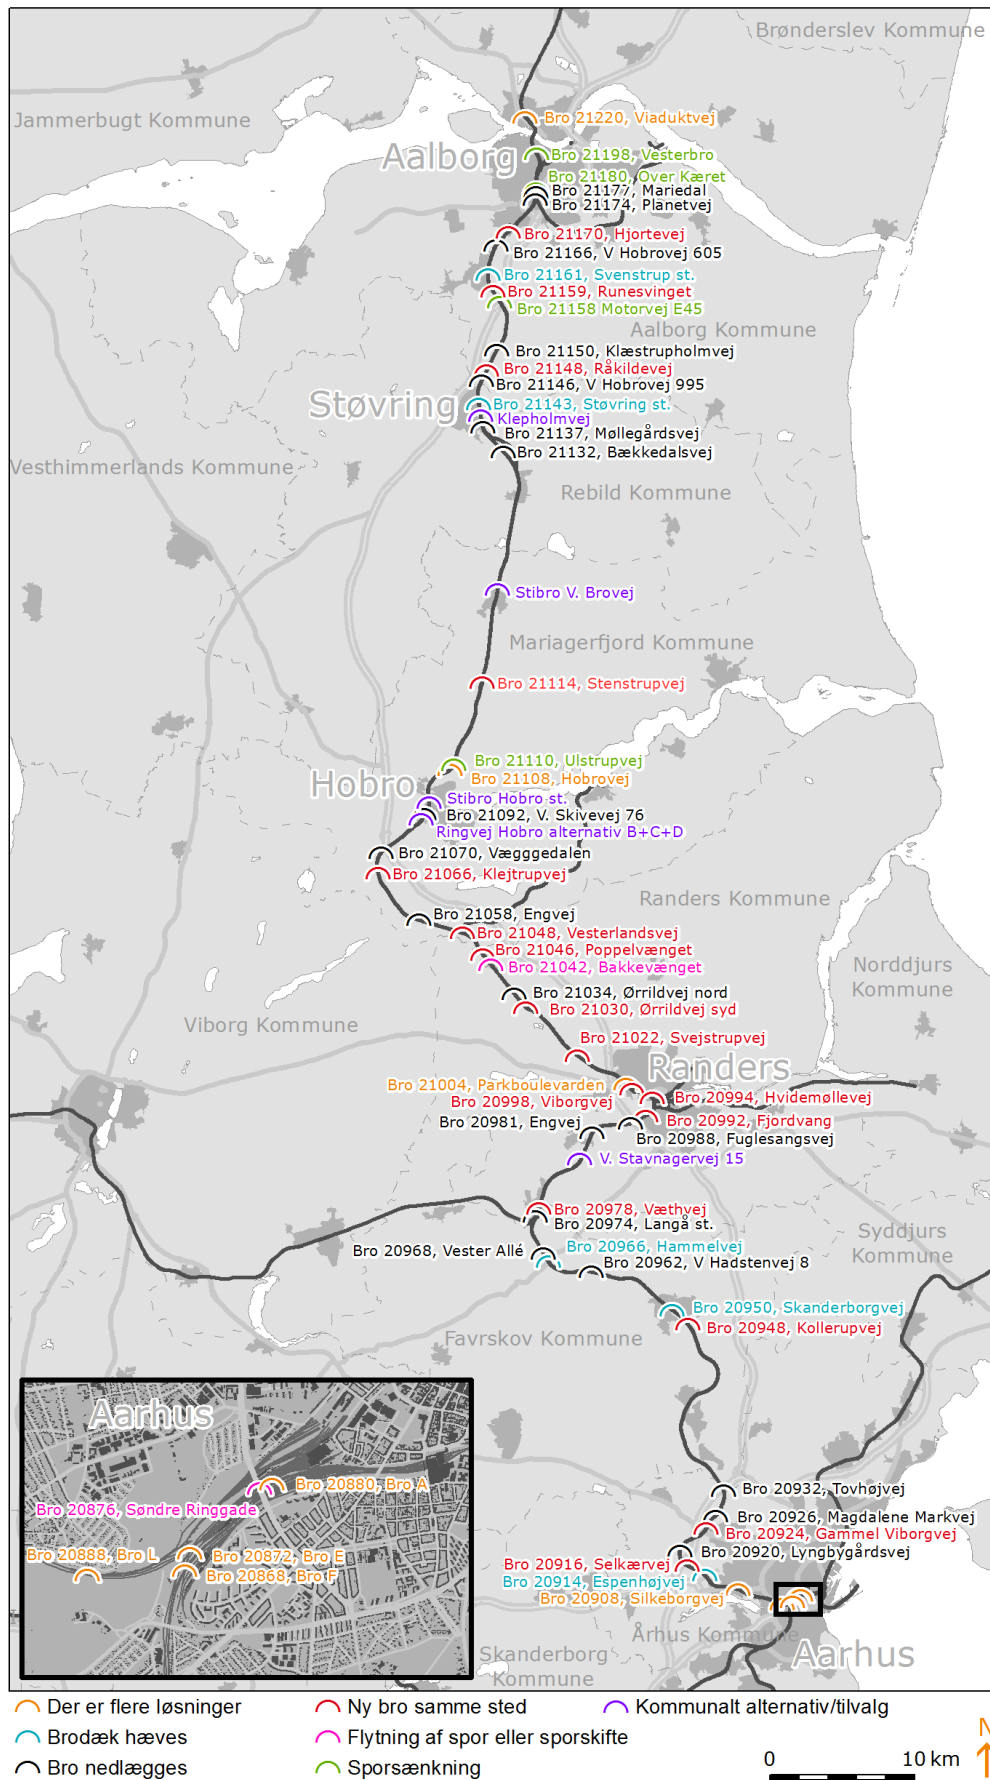 Brønderslev Kommune
Jammerbugt Kommune
Bro 21220, Viaduktvej
Aalborg
Bro 21198, Vesterbro
Bro 21180, Over Kæret
Bro 21177, Mariedal
Bro 21174, Planetvej
Bro 21170, Hjortevej
Bro 21166, V Hobrovej 605
Bro 21161, Svenstrup st.
Bro 21159, Runesvinget
Bro 21158 Motorvej E45
Aalborg Kommune
Bro 21150, Klæstrupholmvej
Bro 21148, Råkildevej
Bro 21146, V Hobrovej 995
Støvring
Bro 21143, Støvring st.
Klepholmvej
Bro 21137, Møllegårdsvej
Bro 21132, Bækkedalsvej
Vesthimmerlands Kommune
Rebild Kommune
Stibro V. Brovej
Mariagerfjord Kommune
Bro 21114, Stenstrupvej
Bro 21110, Ulstrupvej
Bro 21108, Hobrovej
Hobro
Stibro Hobro st.
Bro 21092, V. Skivevej 76
Ringvej Hobro alternativ B+C+D
Bro 21070, Vægggedalen
Bro 21066, Klejtrupvej
Randers Kommune
Bro 21058, Engvej
Bro 21048, Vesterlandsvej
Bro 21046, Poppelvænget
Bro 21042, Bakkevænget
Norddjurs
Kommune
Bro 21034, Ørrildvej nord
Bro 21030, Ørrildvej syd
Viborg Kommune
Bro 21022, Svejstrupvej
Randers
Bro 21004, Parkboulevarden
Bro 20998, Viborgvej
Bro 20994, Hvidemøllevej
Bro 20992, Fjordvang
Bro 20981, Engvej
Bro 20988, Fuglesangsvej
V. Stavnagervej 15
Bro 20978, Væthvej
Bro 20974, Langå st.
Syddjurs
Kommune
Bro 20968, Vester Allé
Bro 20966, Hammelvej
Bro 20962, V Hadstenvej 8
Bro 20950, Skanderborgvej
Bro 20948, Kollerupvej
Favrskov Kommune
Aarhus
Bro 20880, Bro A
Bro 20876, Søndre Ringgade
Bro 20888, Bro L
Bro 20872, Bro E
Bro 20868, Bro F
Bro 20932, Tovhøjvej
Bro 20926, Magdalene Markvej
Bro 20924, Gammel Viborgvej
Bro 20920, Lyngbygårdsvej
Bro 20916, Selkærvej
Bro 20914, Espenhøjvej
Bro 20908, Silkeborgvej
Århus Kommune
Skanderborg
Kommune
Aarhus
Der er flere løsninger
Ny bro samme sted
Kommunalt alternativ/tilvalg
Brodæk hæves
Flytning af spor eller sporskifte
Bro nedlægges
Sporsænkning
0
10 km
N